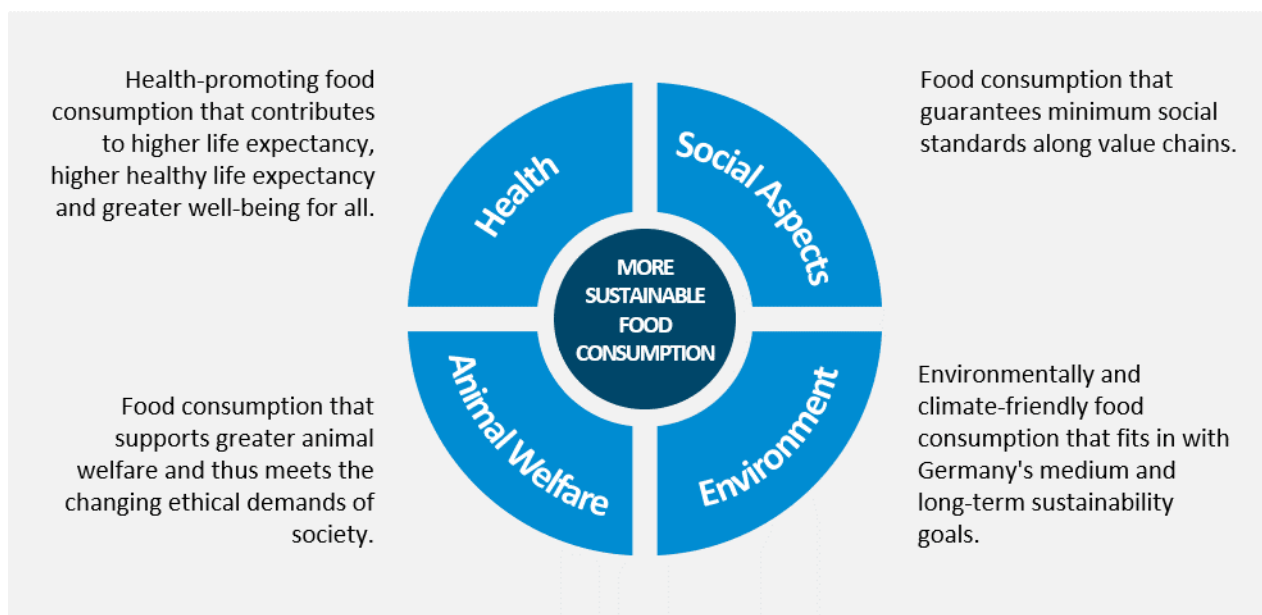 Health-promoting food
consumption that contributes
to higher life expectancy,
higher healthy life expectancy
and greater well-being for all.
Health
Social Aspects
Food consumption that
guarantees minimum social
standards along value chains.
MORE
SUSTAINABLE
FOOD
CONSUMPTION
Food consumption that
supports greater animal
welfare and thus meets the
changing ethical demands of
society.
Animal Welfare
Environment
Environmentally and
climate-friendly food
consumption that fits in with
Germany's medium and
long-term sustainability
goals.